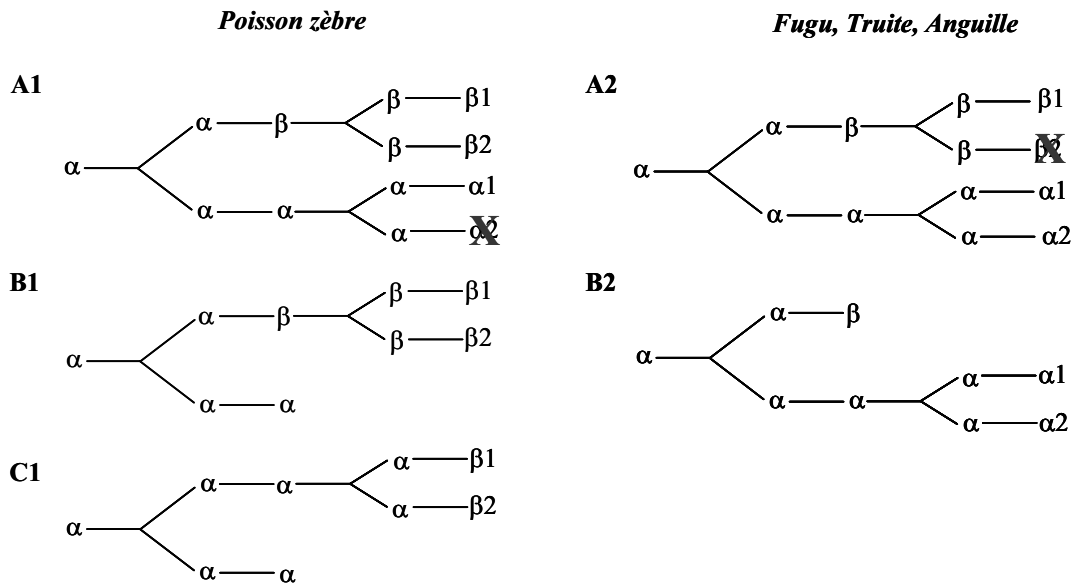 Poisson zèbre
Fugu, Truite, Anguille
A1
α
α β
β β1
β β2
α α
α α1
α α2
X
A2
α
α β
β β1
β β2
X
α α
α α1
α α2
B1
α
α β
β β1
β β2
α α
B2
α
α β
α α
α α1
α α2
C1
α
α α
α β1
α β2
α α